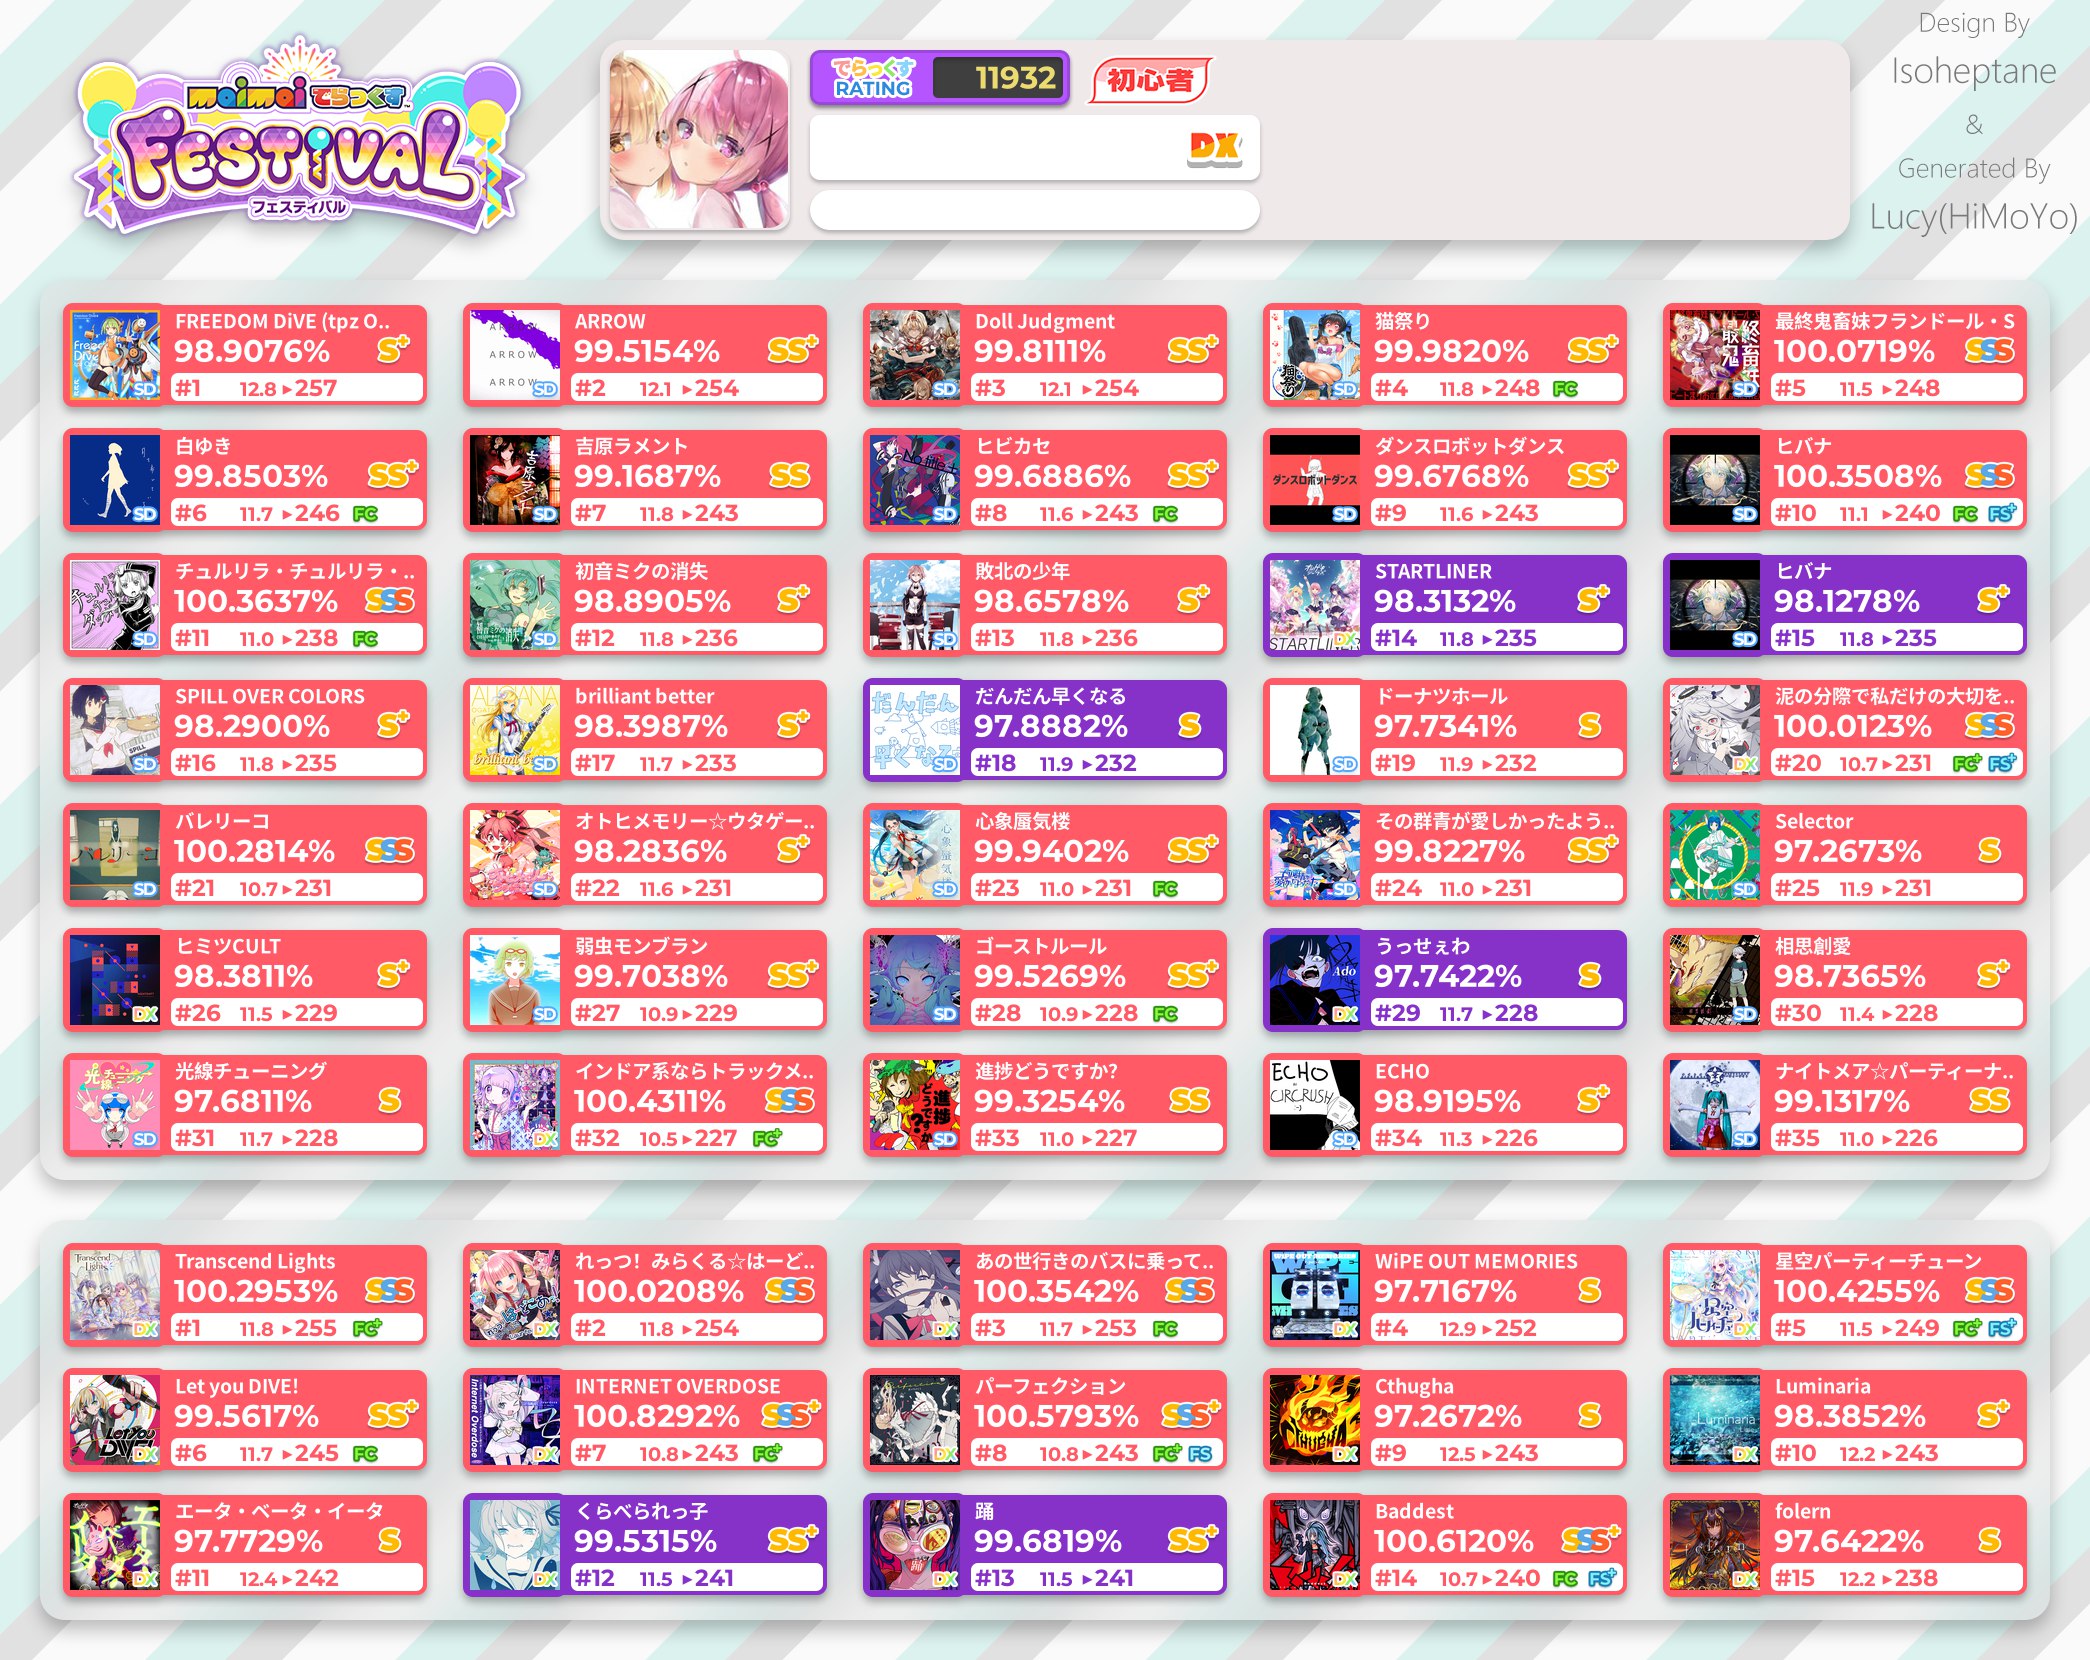 maimai でらっくす
FESTiVAL
フェスティバル
でらっくす
RATING
11932
初心者
DX
Design By
Isoheptane
&
Generated By
Lucy(HiMoYo)
FREEDOM DiVE (tpz O..
98.9076% S+
SD #1 12.8 ▸257
ARROW
99.5154% SS+
SD #2 12.1 ▸254
Doll Judgment
99.8111% SS+
SD #3 12.1 ▸254
猫祭り
99.9820% SS+
SD #4 11.8 ▸248 FC
最終鬼畜妹フランドール・S
100.0719% SSS
SD #5 11.5 ▸248
白ゆき
99.8503% SS+
SD #6 11.7 ▸246 FC
吉原ラメント
99.1687% SS
SD #7 11.8 ▸243
ヒビカセ
99.6886% SS+
SD #8 11.6 ▸243 FC
ダンスロボットダンス
99.6768% SS+
SD #9 11.6 ▸243
ヒバナ
100.3508% SSS
SD #10 11.1 ▸240 FC FS+
チュルリラ・チュルリラ・..
100.3637% SSS
SD #11 11.0 ▸238 FC
初音ミクの消失
98.8905% S+
SD #12 11.8 ▸236
敗北の少年
98.6578% S+
SD #13 11.8 ▸236
STARTLINER
98.3132% S+
DX #14 11.8 ▸235
ヒバナ
98.1278% S+
SD #15 11.8 ▸235
SPILL OVER COLORS
98.2900% S+
SD #16 11.8 ▸235
brilliant better
98.3987% S+
SD #17 11.7 ▸233
だんだん早くなる
97.8882% S
SD #18 11.9 ▸232
ドーナツホール
97.7341% S
SD #19 11.9 ▸232
泥の分際で私だけの大切を..
100.0123% SSS
DX #20 10.7 ▸231 FC+ FS+
バレリーコ
100.2814% SSS
SD #21 10.7 ▸231
オトヒメモリー☆ウタゲー..
98.2836% S+
SD #22 11.6 ▸231
心象蜃気楼
99.9402% SS+
SD #23 11.0 ▸231 FC
その群青が愛しかったよう..
99.8227% SS+
SD #24 11.0 ▸231
Selector
97.2673% S
SD #25 11.9 ▸231
ヒミツCULT
98.3811% S+
DX #26 11.5 ▸229
弱虫モンブラン
99.7038% SS+
SD #27 10.9 ▸229
ゴーストルール
99.5269% SS+
SD #28 10.9 ▸228 FC
うっせぇわ
97.7422% S
DX #29 11.7 ▸228
相思創愛
98.7365% S+
SD #30 11.4 ▸228
光線チューニング
97.6811% S
SD #31 11.7 ▸228
インドア系ならトラックメ..
100.4311% SSS
DX #32 10.5 ▸227 FC+
進捗どうですか?
99.3254% SS
SD #33 11.0 ▸227
ECHO
98.9195% S+
SD #34 11.3 ▸226
ナイトメア☆パーティーナ..
99.1317% SS
SD #35 11.0 ▸226
Transcend Lights
100.2953% SSS
DX #1 11.8 ▸255 FC+
れっつ！みらくる☆はーど..
100.0208% SSS
DX #2 11.8 ▸254
あの世行きのバスに乗って..
100.3542% SSS
DX #3 11.7 ▸253 FC
WiPE OUT MEMORIES
97.7167% S
DX #4 12.9 ▸252
星空パーティーチューン
100.4255% SSS
DX #5 11.5 ▸249 FC+ FS+
Let you DIVE!
99.5617% SS+
DX #6 11.7 ▸245 FC
INTERNET OVERDOSE
100.8292% SSS+
DX #7 10.8 ▸243 FC+
パーフェクション
100.5793% SSS+
DX #8 10.8 ▸243 FC+ FS
Cthugha
97.2672% S
DX #9 12.5 ▸243
Luminaria
98.3852% S+
DX #10 12.2 ▸243
エータ・ベータ・イータ
97.7729% S
DX #11 12.4 ▸242
くらべられっ子
99.5315% SS+
DX #12 11.5 ▸241
踊
99.6819% SS+
DX #13 11.5 ▸241
Baddest
100.6120% SSS+
DX #14 10.7 ▸240 FC FS+
folern
97.6422% S
DX #15 12.2 ▸238